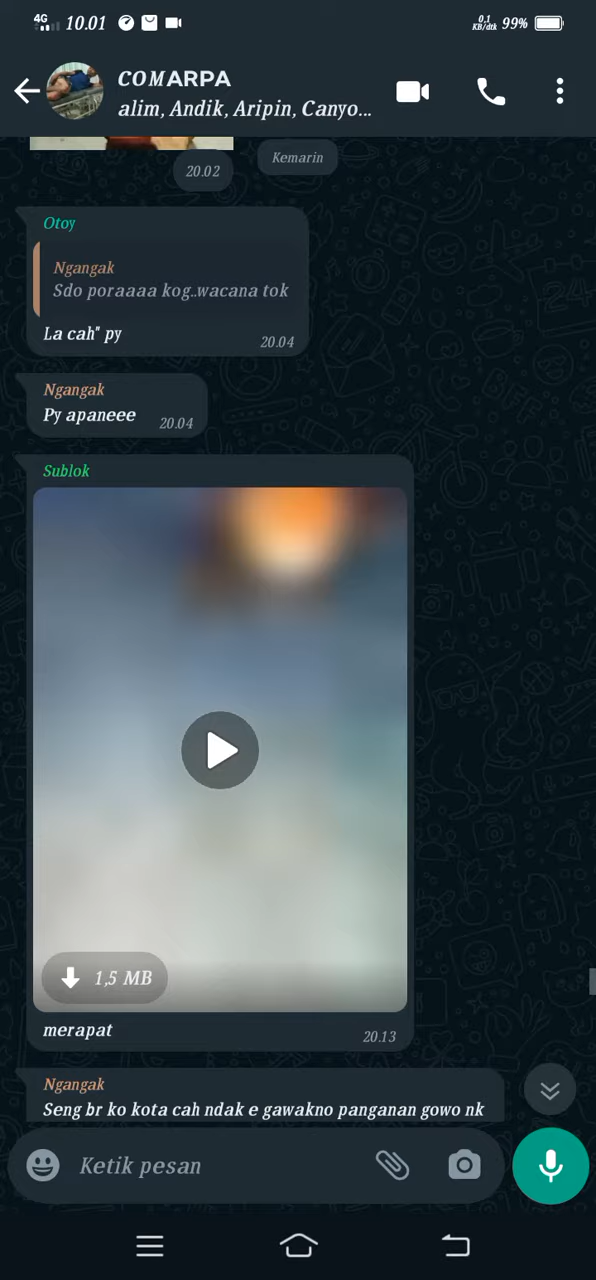 4G 10.01 0,1 KB/dtk 99%
COMARPA
alim, Andik, Aripin, Canyo...
20.02
Kemarin
Otoy
Ngangak
Sdo poraaaa kog..wacana tok
La cah" py
20.04
Ngangak
Py apaneee
20.04
Sublok
1,5 MB
merapat
20.13
Ngangak
Seng br ko kota cah ndak e gawakno panganan gowo nk
Ketik pesan